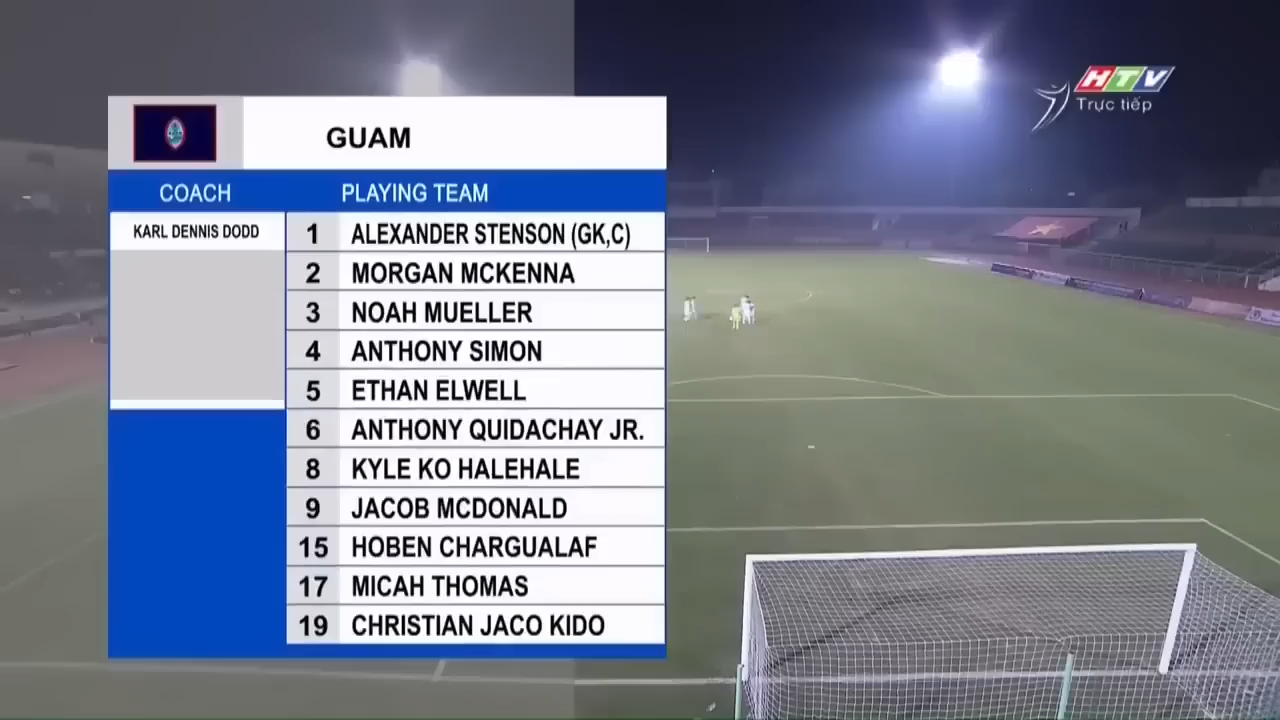 GUAM
COACH
PLAYING TEAM
KARL DENNIS DODD
1 ALEXANDER STENSON (GK,C)
2 MORGAN MCKENNA
3 NOAH MUELLER
4 ANTHONY SIMON
5 ETHAN ELWELL
6 ANTHONY QUIDACHAY JR.
8 KYLE KO HALEHALE
9 JACOB MCDONALD
15 HOBEN CHARGUALAF
17 MICAH THOMAS
19 CHRISTIAN JACO KIDO
HTV
Trực tiếp